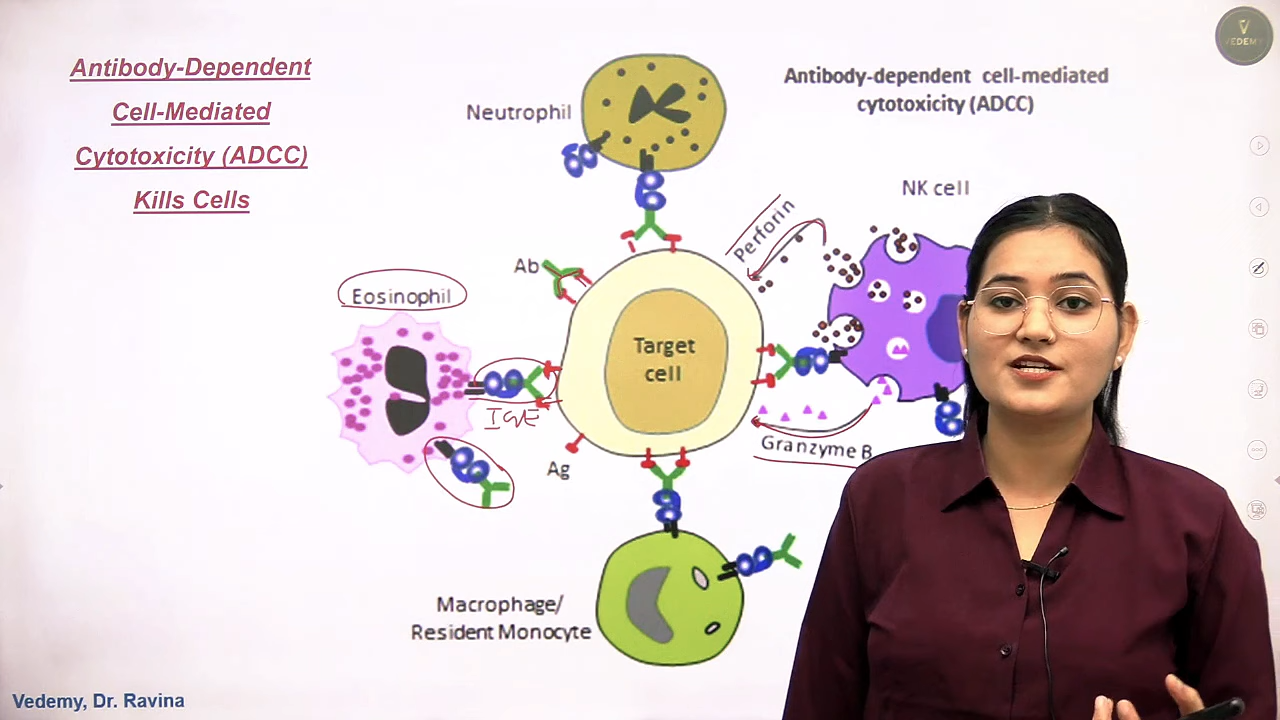 Antibody-Dependent
Cell-Mediated
Cytotoxicity (ADCC)
Kills Cells
Antibody-dependent cell-mediated
cytotoxicity (ADCC)
VEDEMY
Neutrophil
NK cell
Perforin
Ab
Eosinophil
Target
cell
IgE
Granzyme B
Ag
Macrophage/
Resident Monocyte
Vedemy, Dr. Ravina